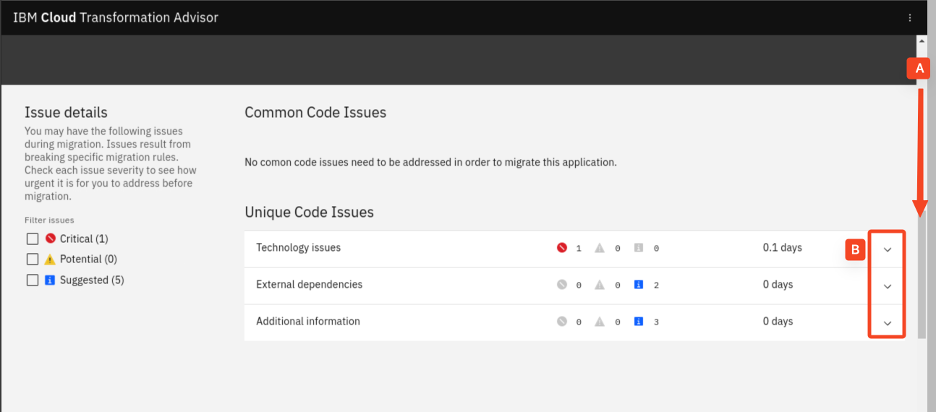 IBM Cloud Transformation Advisor
A
Issue details
You may have the following issues
during migration. Issues result from
breaking specific migration rules.
Check each issue severity to see how
urgent it is for you to address before
migration.
Filter issues
Critical (1)
Potential (0)
Suggested (5)
Common Code Issues
No comon code issues need to be addressed in order to migrate this application.
Unique Code Issues
Technology issues 1 0 0 0.1 days B
External dependencies 0 0 2 0 days
Additional information 0 0 3 0 days